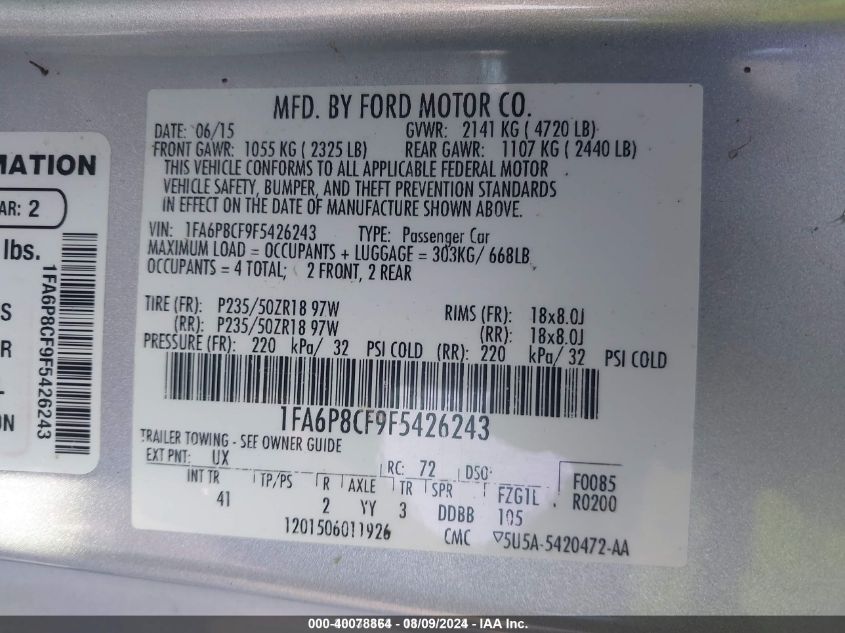 MFD. BY FORD MOTOR CO.
DATE: 06/15 GVWR: 2141 KG ( 4720 LB)
FRONT GAWR: 1055 KG ( 2325 LB) REAR GAWR: 1107 KG ( 2440 LB)
THIS VEHICLE CONFORMS TO ALL APPLICABLE FEDERAL MOTOR
VEHICLE SAFETY, BUMPER, AND THEFT PREVENTION STANDARDS
IN EFFECT ON THE DATE OF MANUFACTURE SHOWN ABOVE.
VIN: 1FA6P8CF9F5426243 TYPE: Passenger Car
MAXIMUM LOAD = OCCUPANTS + LUGGAGE = 303KG/ 668LB
OCCUPANTS = 4 TOTAL; 2 FRONT, 2 REAR
TIRE (FR): P235/50ZR18 97W RIMS (FR): 18x8.0J
(RR): P235/50ZR18 97W (RR): 18x8.0J
PRESSURE (FR): 220 kPa/ 32 PSI COLD (RR): 220 kPa/ 32 PSI COLD
1FA6P8CF9F5426243
TRAILER TOWING - SEE OWNER GUIDE
EXT PNT: UX RC: 72 DSO: F0085
INT TR TP/PS R AXLE TR SPR FZG1L R0200
41 2 YY 3 DDBB 105
1201506011926 CMC ▽5U5A-5420472-AA
MATION
AR: 2
lbs.
S
R
L
ON
1FA6P8CF9F5426243
000-40078864 - 08/09/2024 - IAA Inc.